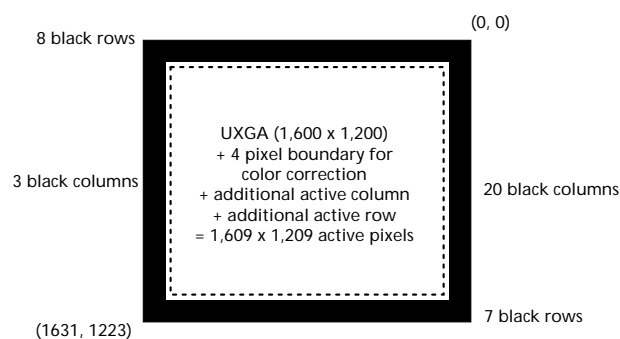 (0, 0)
8 black rows
UXGA (1,600 x 1,200)
+ 4 pixel boundary for
color correction
+ additional active column
+ additional active row
= 1,609 x 1,209 active pixels
3 black columns
20 black columns
7 black rows
(1631, 1223)